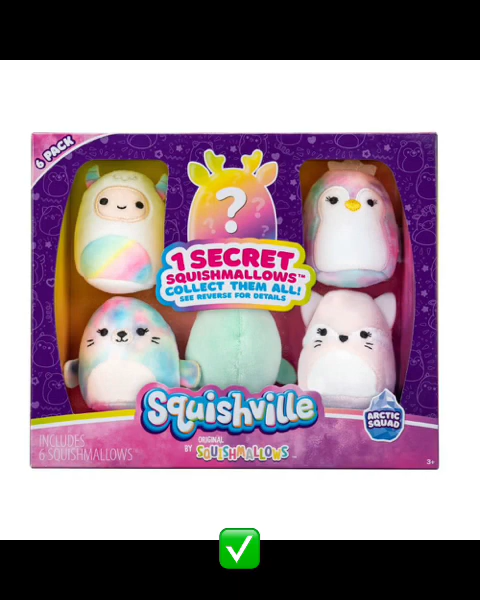 6 PACK
?
? ?
1 SECRET
SQUISHMALLOWS™
COLLECT THEM ALL!
SEE REVERSE FOR DETAILS
Squishville
BY ORIGINAL
SQUISHMALLOWS™
ARCTIC
SQUAD
INCLUDES
6 SQUISHMALLOWS
3+